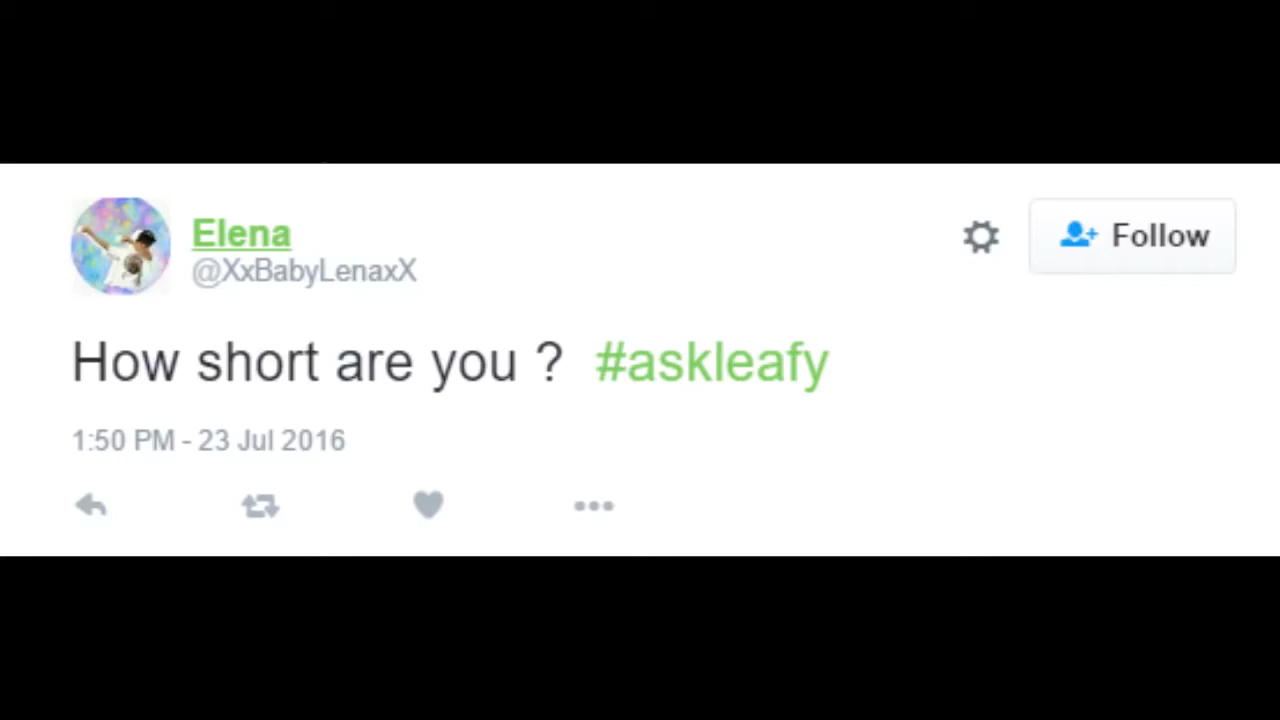 Elena
@XxBabyLenaxX
Follow
How short are you ? #askleafy
1:50 PM - 23 Jul 2016